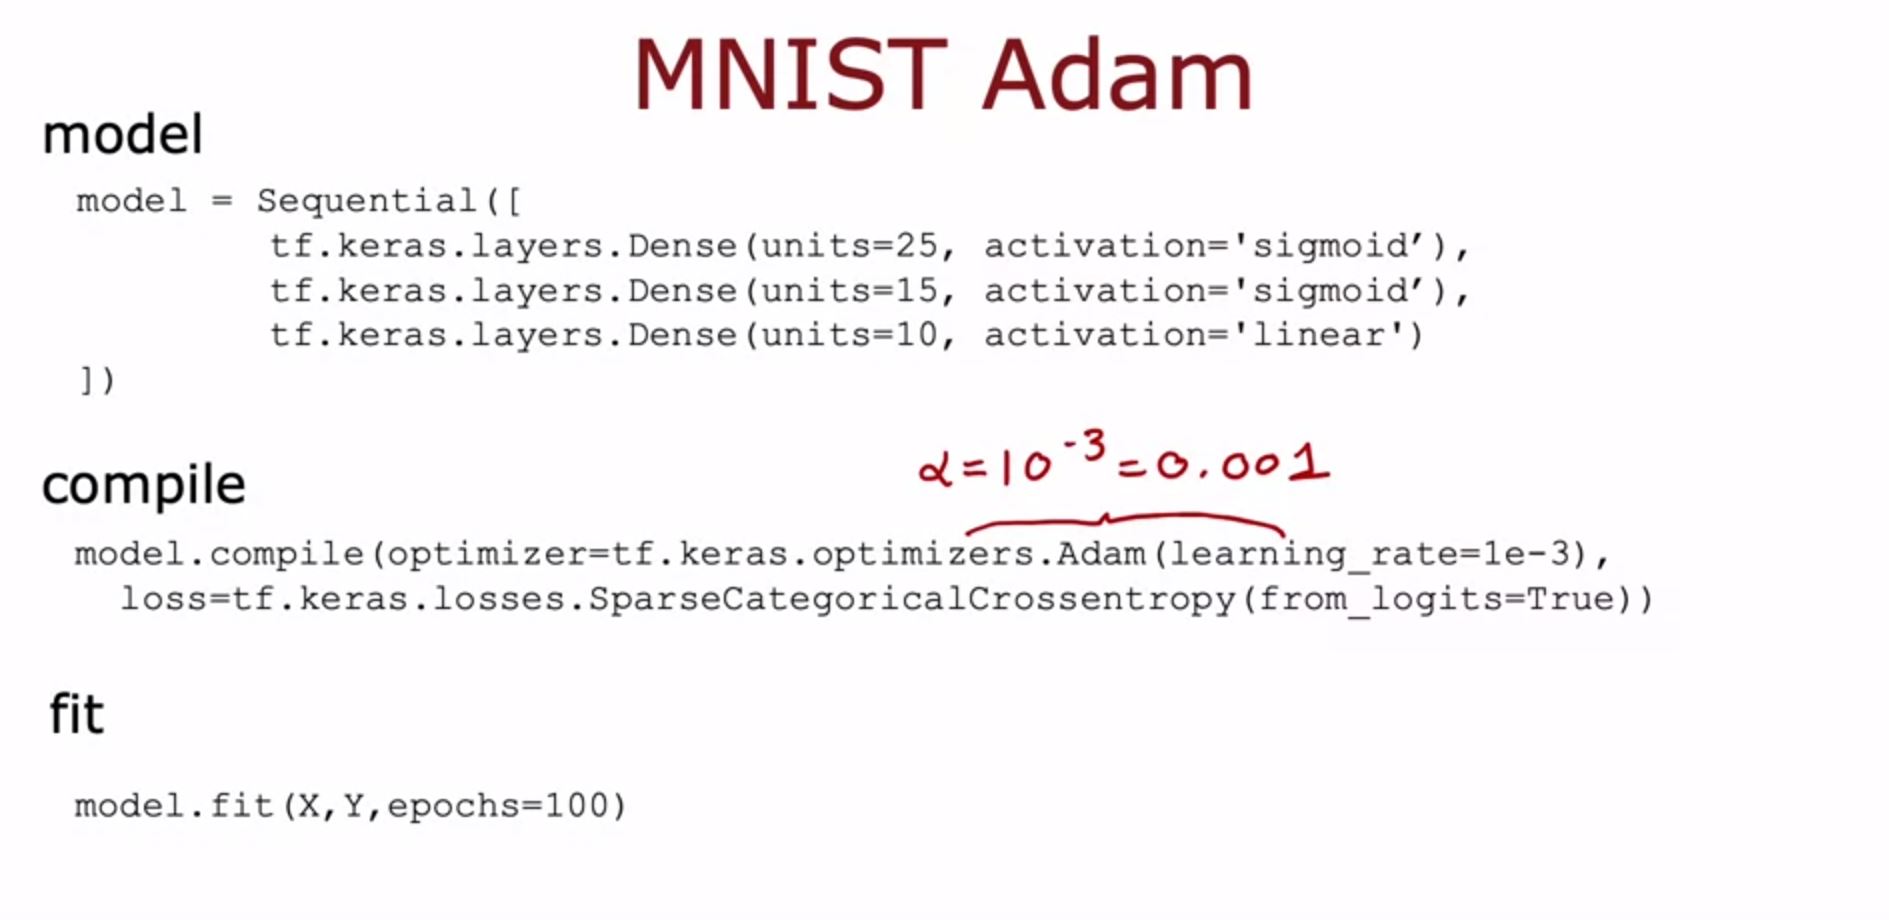 MNIST Adam
model
model = Sequential([
tf.keras.layers.Dense(units=25, activation='sigmoid’),
tf.keras.layers.Dense(units=15, activation='sigmoid’),
tf.keras.layers.Dense(units=10, activation='linear')
])
α=10⁻³=0.001
compile
model.compile(optimizer=tf.keras.optimizers.Adam(learning_rate=1e-3),
loss=tf.keras.losses.SparseCategoricalCrossentropy(from_logits=True))
fit
model.fit(X,Y,epochs=100)